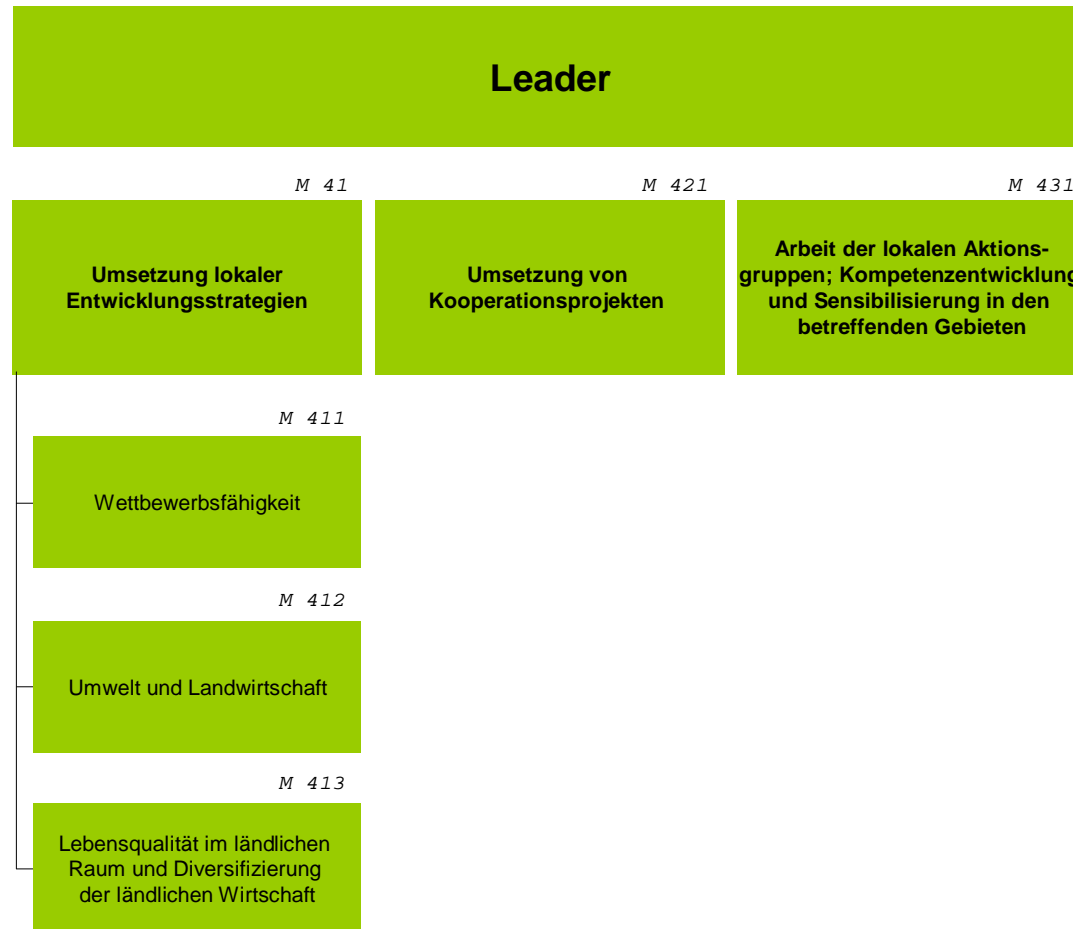 Leader
M 41
M 421
M 431
Umsetzung lokaler
Entwicklungsstrategien
Umsetzung von
Kooperationsprojekten
Arbeit der lokalen Aktions-
gruppen; Kompetenzentwicklung
und Sensibilisierung in den
betreffenden Gebieten
M 411
Wettbewerbsfähigkeit
M 412
Umwelt und Landwirtschaft
M 413
Lebensqualität im ländlichen
Raum und Diversifizierung
der ländlichen Wirtschaft